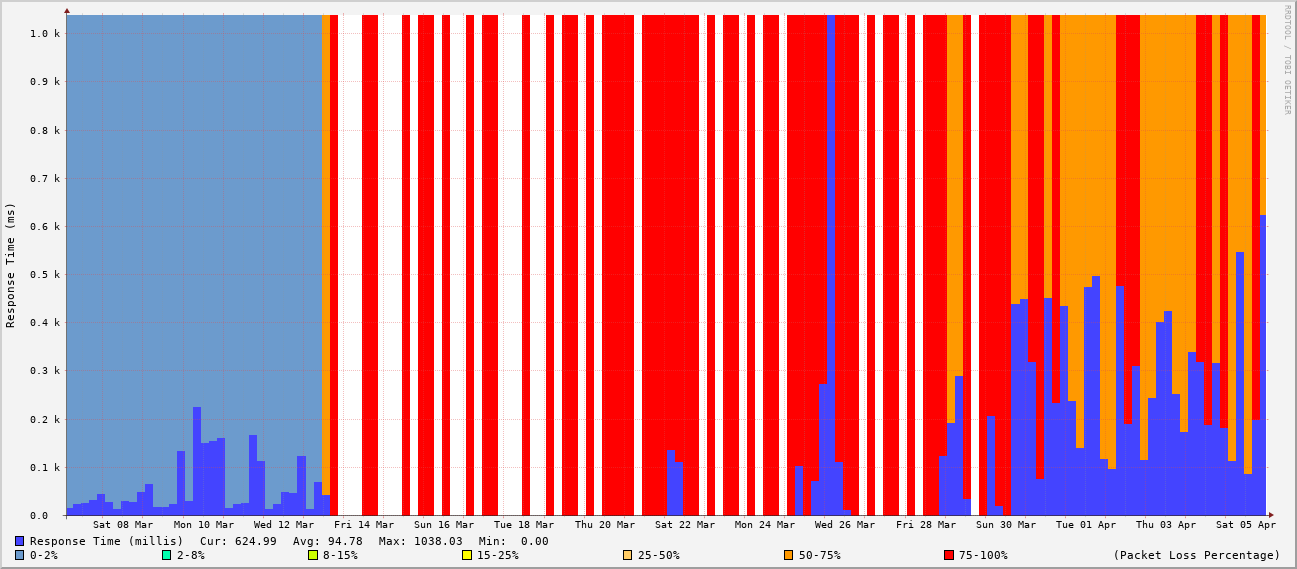 RRDTOOL / TOBI OETIKER
Response Time (ms)
1.0 k
0.9 k
0.8 k
0.7 k
0.6 k
0.5 k
0.4 k
0.3 k
0.2 k
0.1 k
0.0
Sat 08 Mar Mon 10 Mar Wed 12 Mar Fri 14 Mar Sun 16 Mar Tue 18 Mar Thu 20 Mar Sat 22 Mar Mon 24 Mar Wed 26 Mar Fri 28 Mar Sun 30 Mar Tue 01 Apr Thu 03 Apr Sat 05 Apr
Response Time (millis) Cur: 624.99 Avg: 94.78 Max: 1038.03 Min: 0.00
0-2% 2-8% 8-15% 15-25% 25-50% 50-75% 75-100% (Packet Loss Percentage)